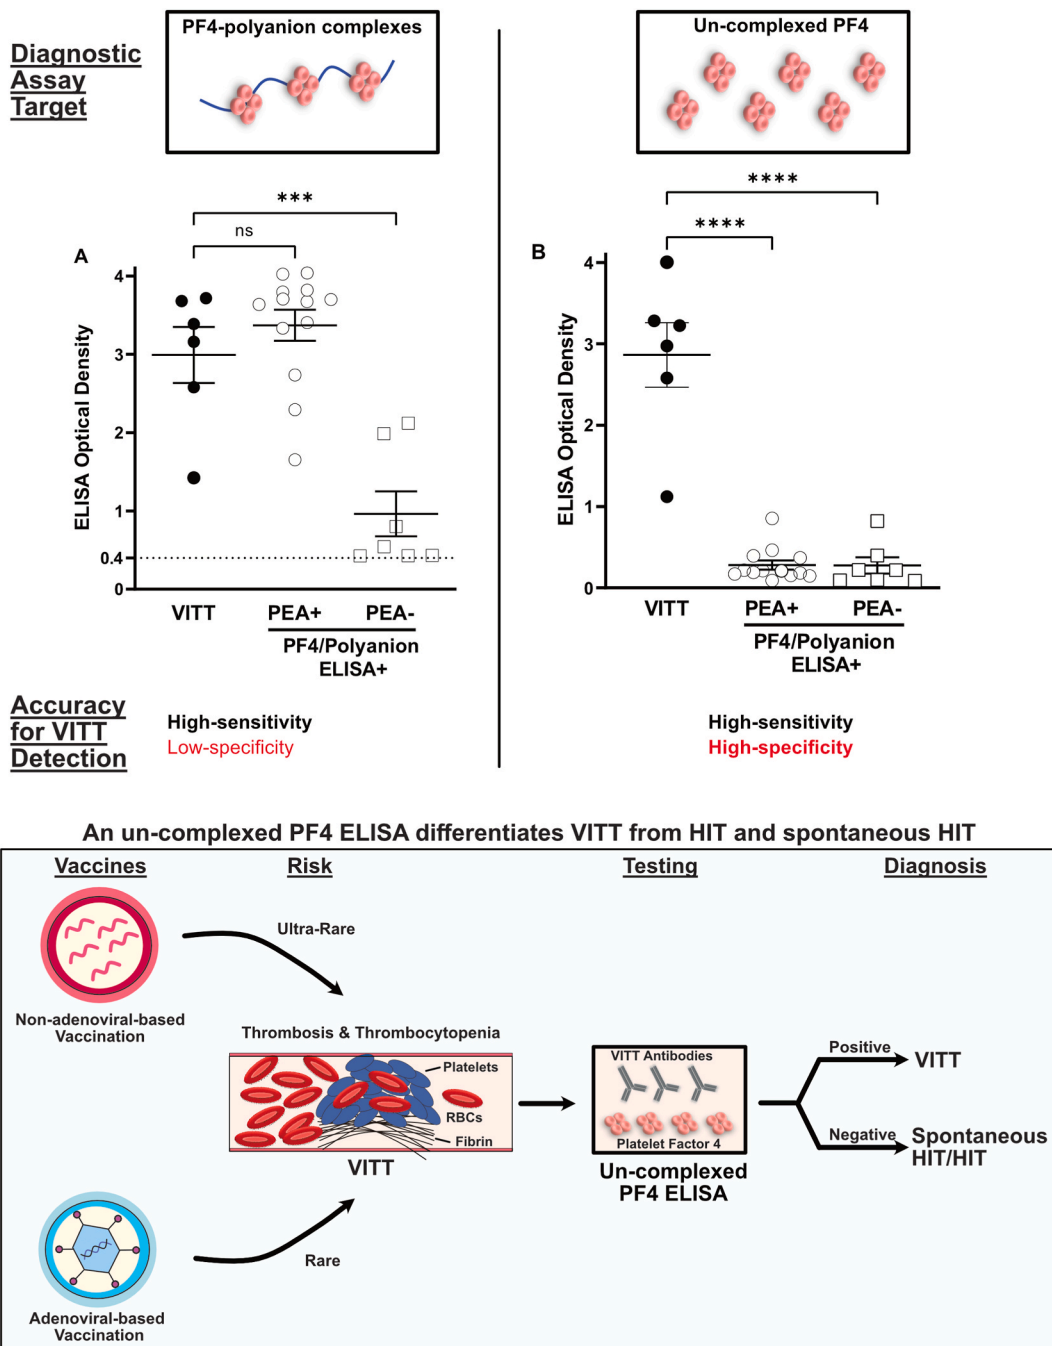 Diagnostic
Assay
Target
PF4-polyanion complexes
Un-complexed PF4
A
***
ns
ELISA Optical Density
4
3
2
1
0.4
0
VITT
PEA+
PEA-
PF4/Polyanion
ELISA+
B
****
****
ELISA Optical Density
4
3
2
1
0
VITT
PEA+
PEA-
PF4/Polyanion
ELISA+
Accuracy
for VITT
Detection
High-sensitivity
Low-specificity
High-sensitivity
High-specificity
An un-complexed PF4 ELISA differentiates VITT from HIT and spontaneous HIT
Vaccines
Risk
Testing
Diagnosis
Non-adenoviral-based
Vaccination
Ultra-Rare
Thrombosis & Thrombocytopenia
Platelets
RBCs
Fibrin
VITT
Rare
Adenoviral-based
Vaccination
VITT Antibodies
Platelet Factor 4
Un-complexed
PF4 ELISA
Positive
VITT
Negative
Spontaneous
HIT/HIT